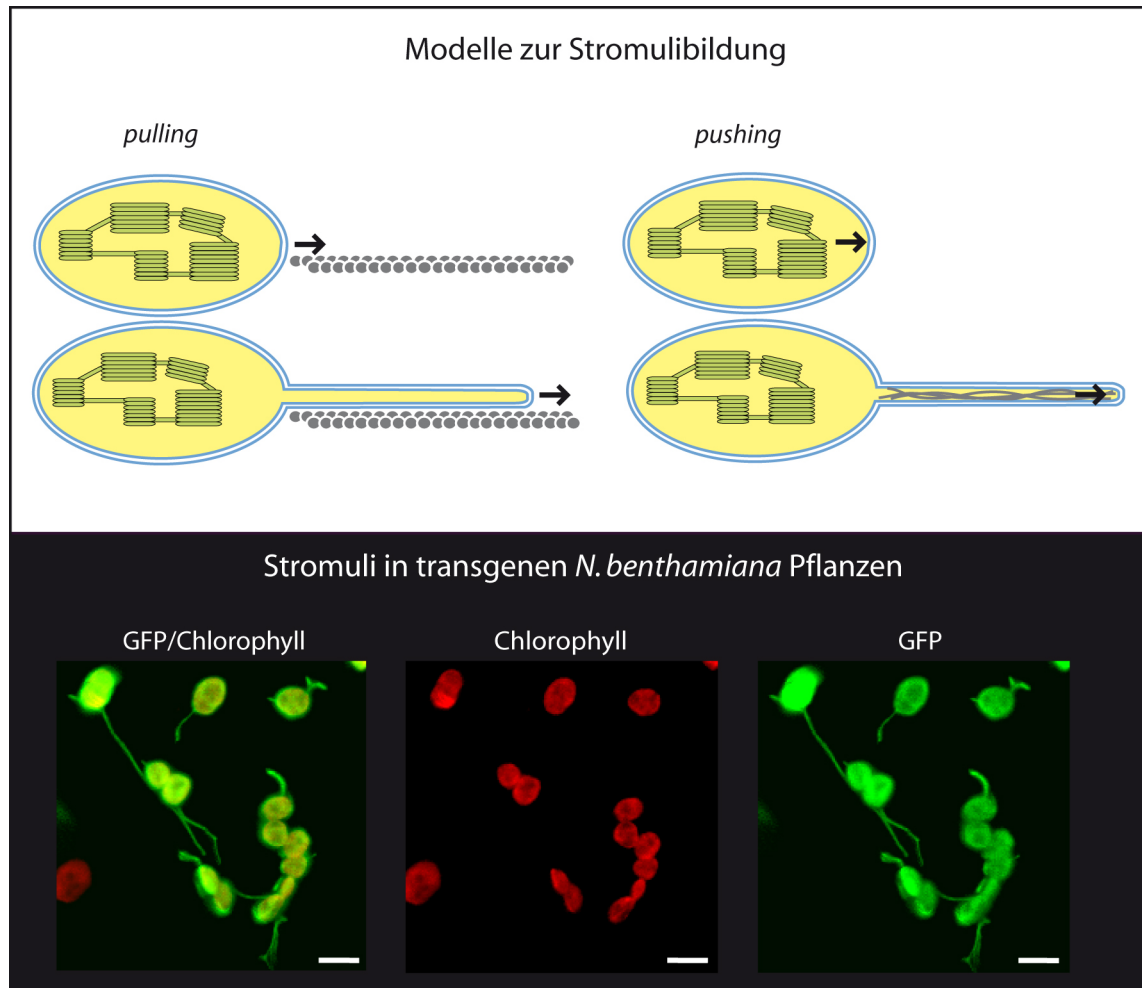 Modelle zur Stromulibildung
pulling
pushing
Stromuli in transgenen N. benthamiana Pflanzen
GFP/Chlorophyll
Chlorophyll
GFP